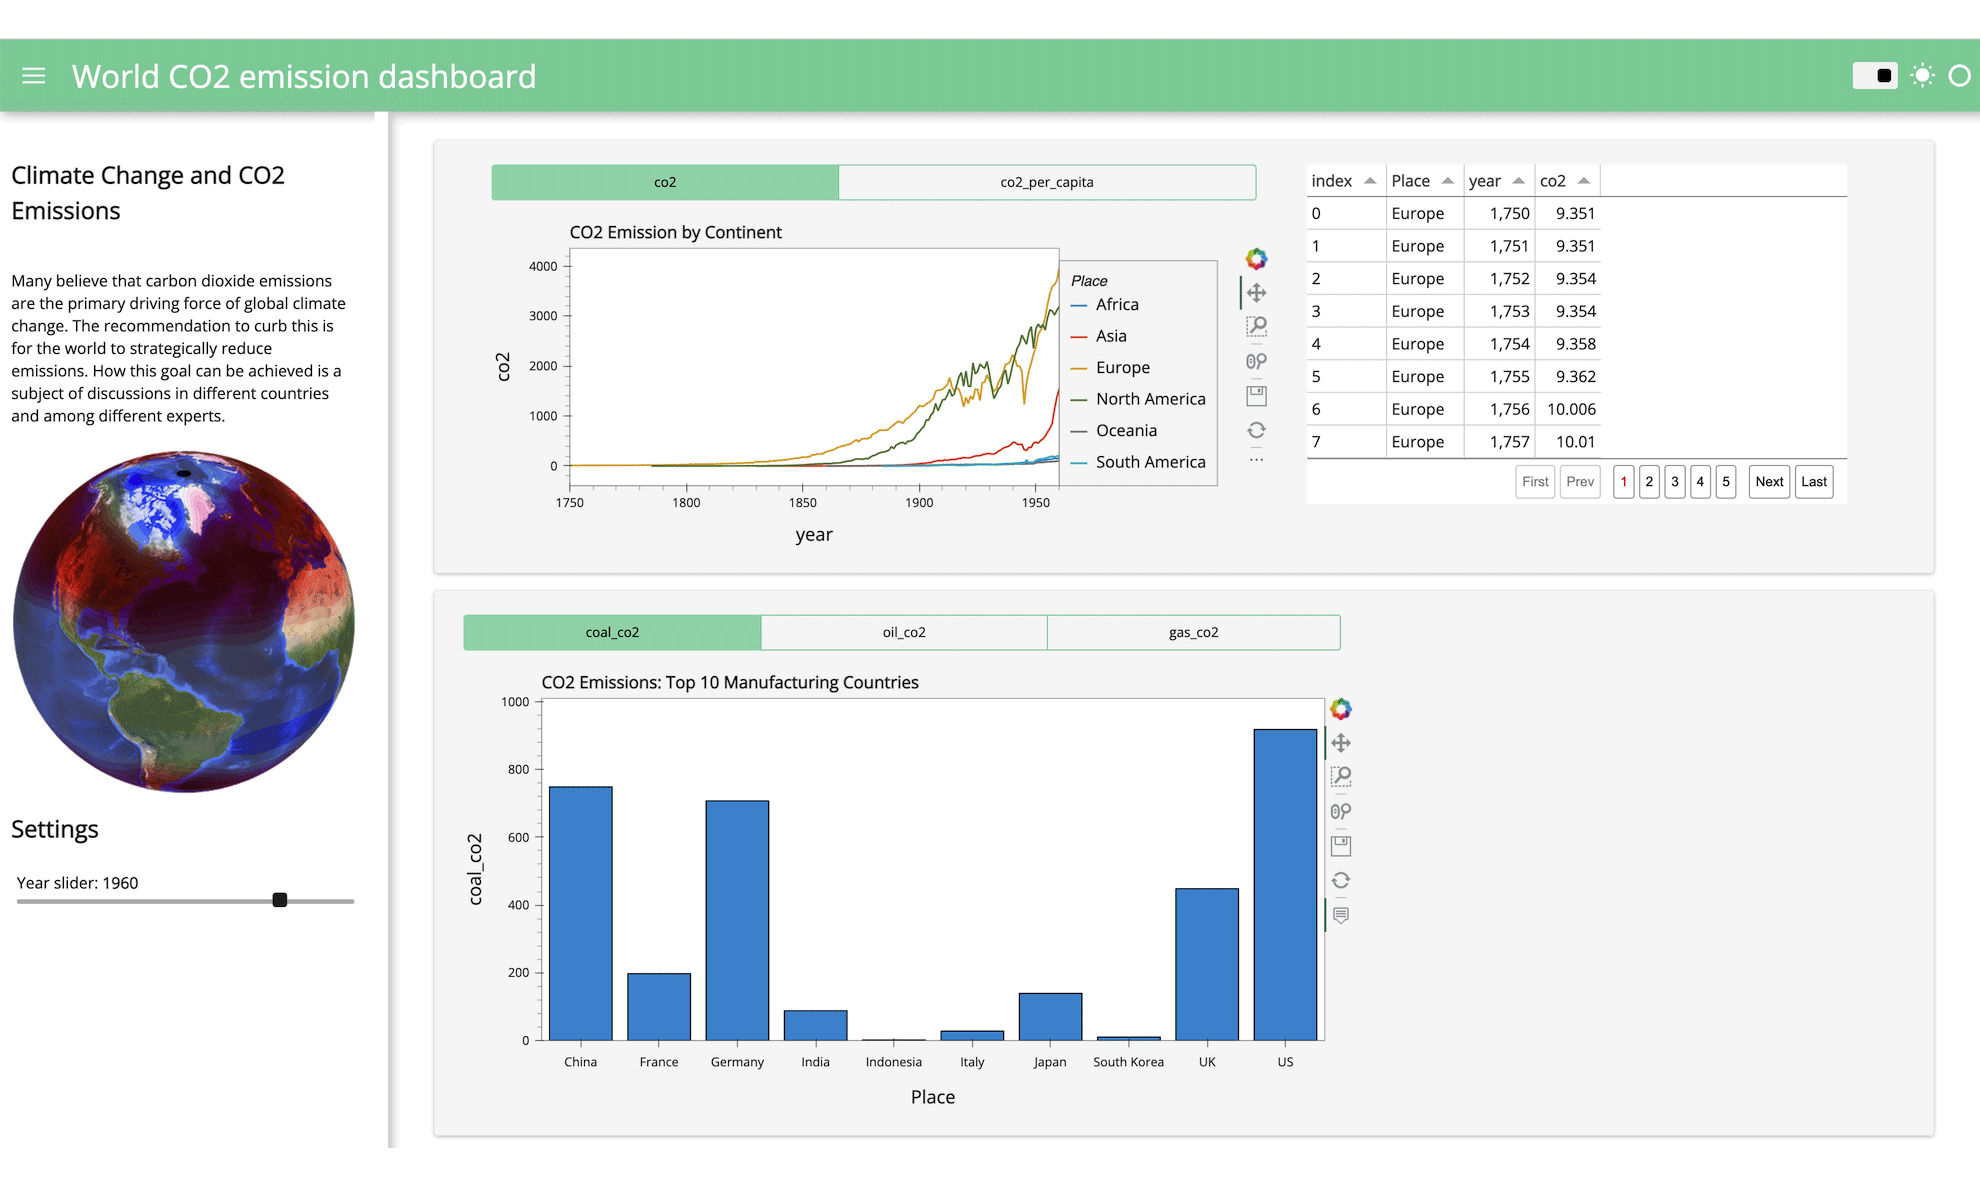 World CO2 emission dashboard
Climate Change and CO2
Emissions
Many believe that carbon dioxide emissions
are the primary driving force of global climate
change. The recommendation to curb this is
for the world to strategically reduce
emissions. How this goal can be achieved is a
subject of discussions in different countries
and among different experts.
Settings
Year slider: 1960
co2 co2_per_capita
CO2 Emission by Continent
4000
3000
2000
1000
0
co2
1750 1800 1850 1900 1950
year
Place
Africa
Asia
Europe
North America
Oceania
South America
index Place year co2
0 Europe 1,750 9.351
1 Europe 1,751 9.351
2 Europe 1,752 9.354
3 Europe 1,753 9.354
4 Europe 1,754 9.358
5 Europe 1,755 9.362
6 Europe 1,756 10.006
7 Europe 1,757 10.01
First Prev 1 2 3 4 5 Next Last
coal_co2 oil_co2 gas_co2
CO2 Emissions: Top 10 Manufacturing Countries
1000
800
600
400
200
0
coal_co2
China France Germany India Indonesia Italy Japan South Korea UK US
Place